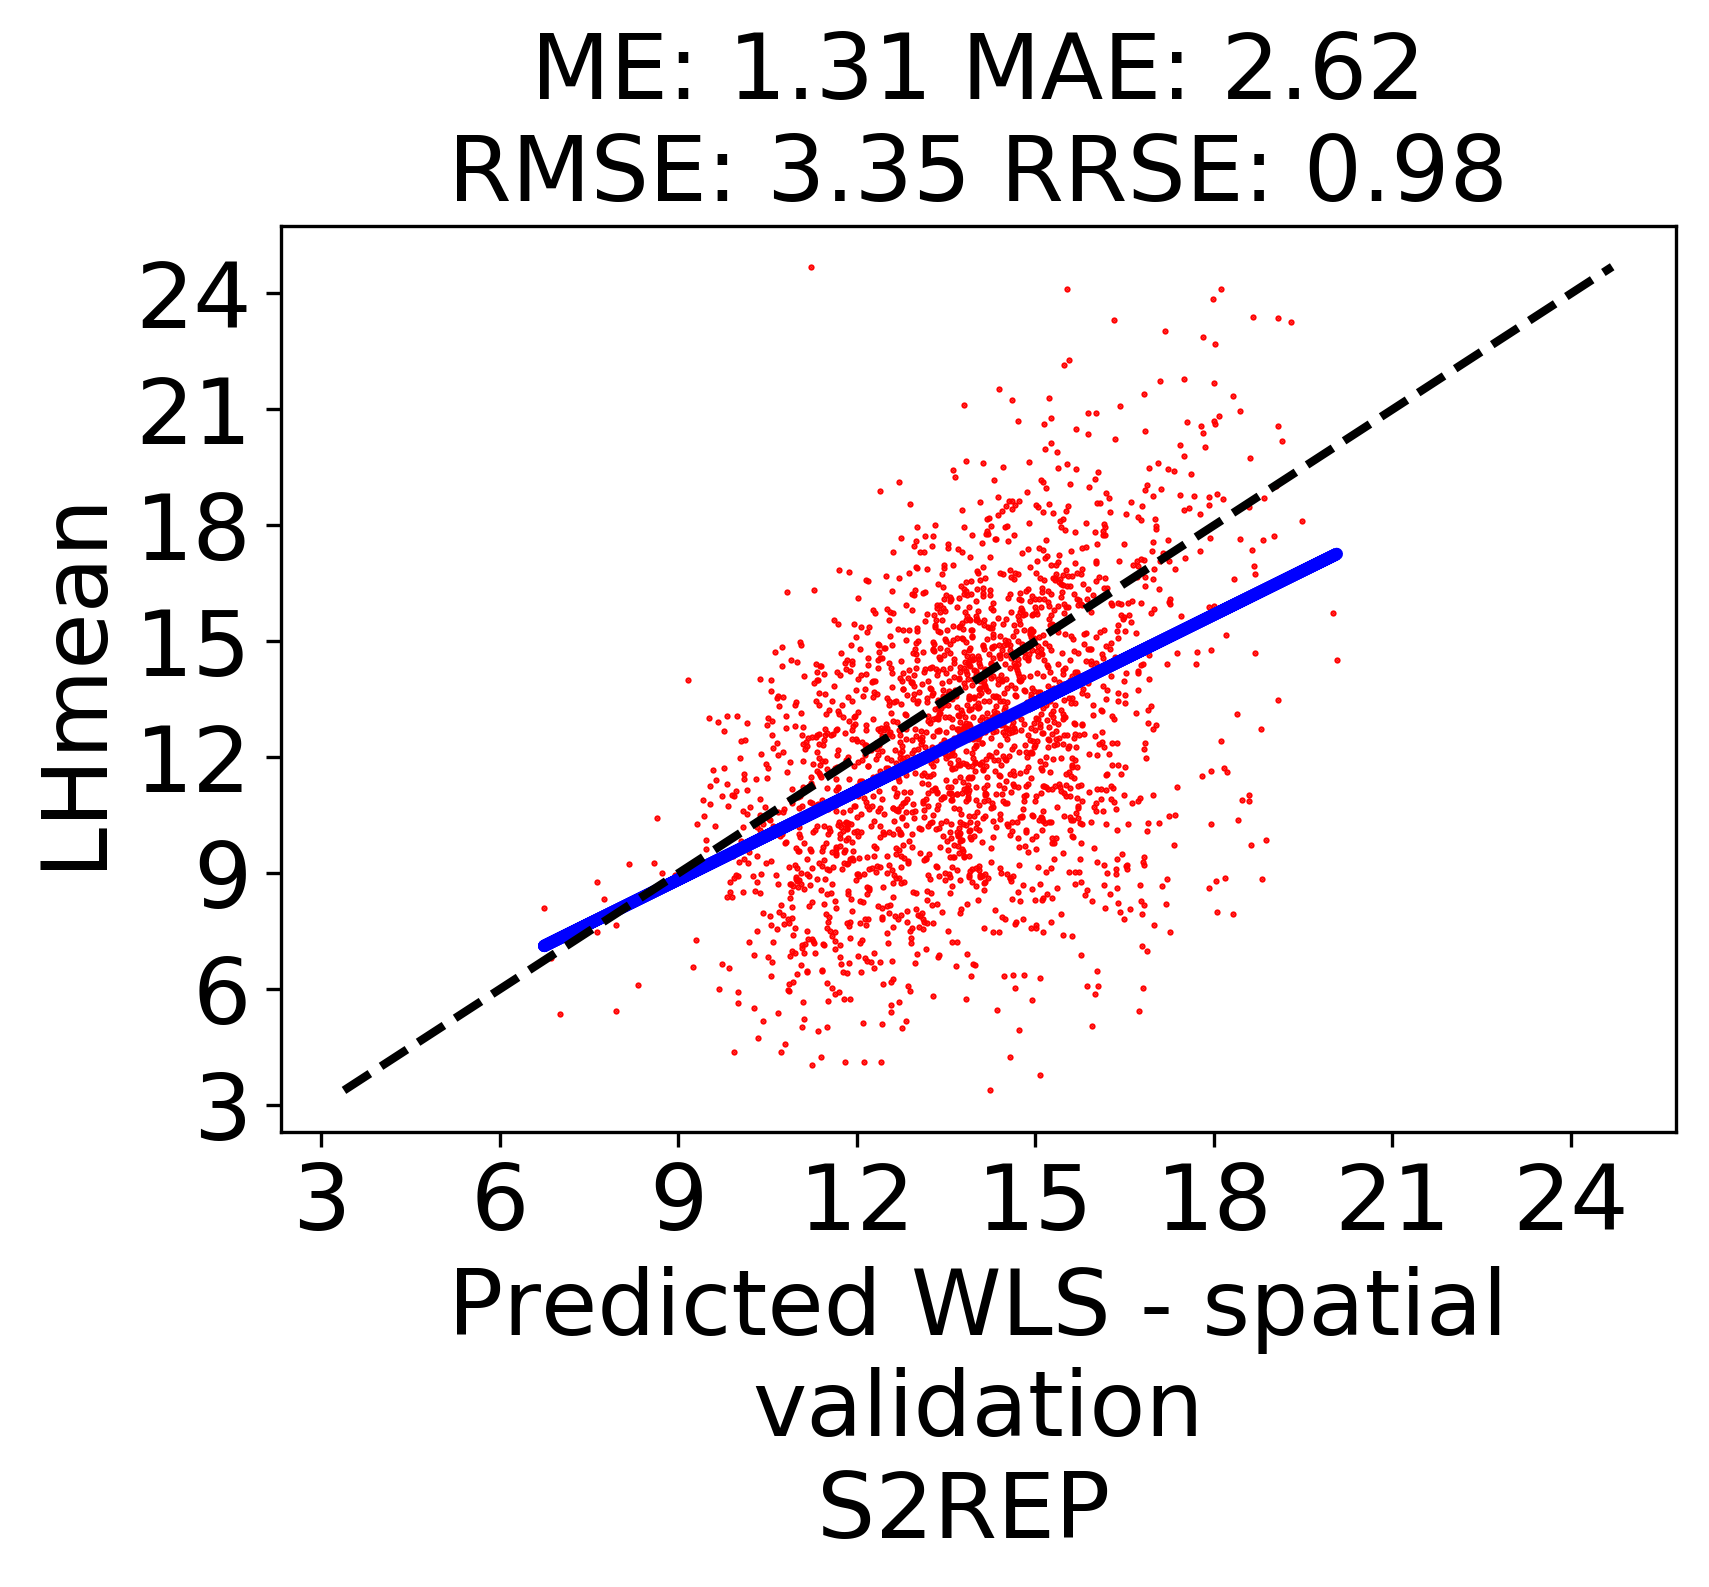 ME: 1.31 MAE: 2.62
RMSE: 3.35 RRSE: 0.98
24
21
18
15
12
9
6
3
LHmean
3 6 9 12 15 18 21 24
Predicted WLS - spatial
validation
S2REP